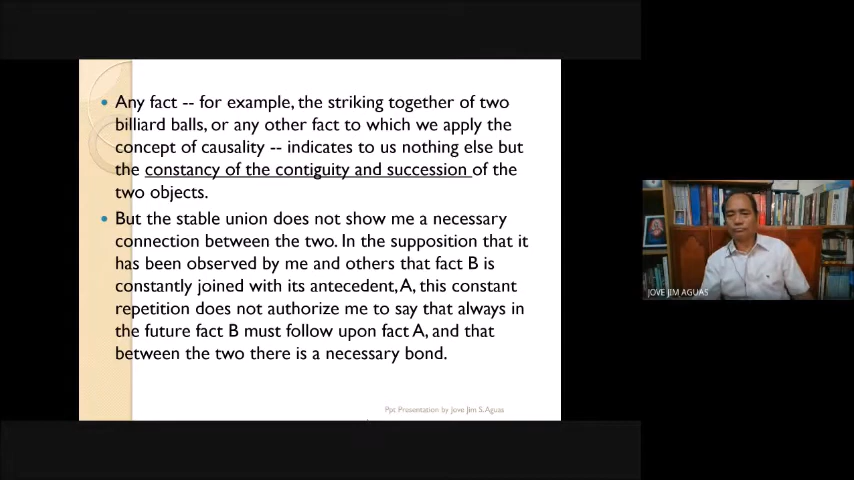 Any fact -- for example, the striking together of two
billiard balls, or any other fact to which we apply the
concept of causality -- indicates to us nothing else but
the constancy of the contiguity and succession of the
two objects.
But the stable union does not show me a necessary
connection between the two. In the supposition that it
has been observed by me and others that fact B is
constantly joined with its antecedent, A, this constant
repetition does not authorize me to say that always in
the future fact B must follow upon fact A, and that
between the two there is a necessary bond.
Ppt Presentation by Jove Jim S. Aguas
JOVE JIM AGUAS